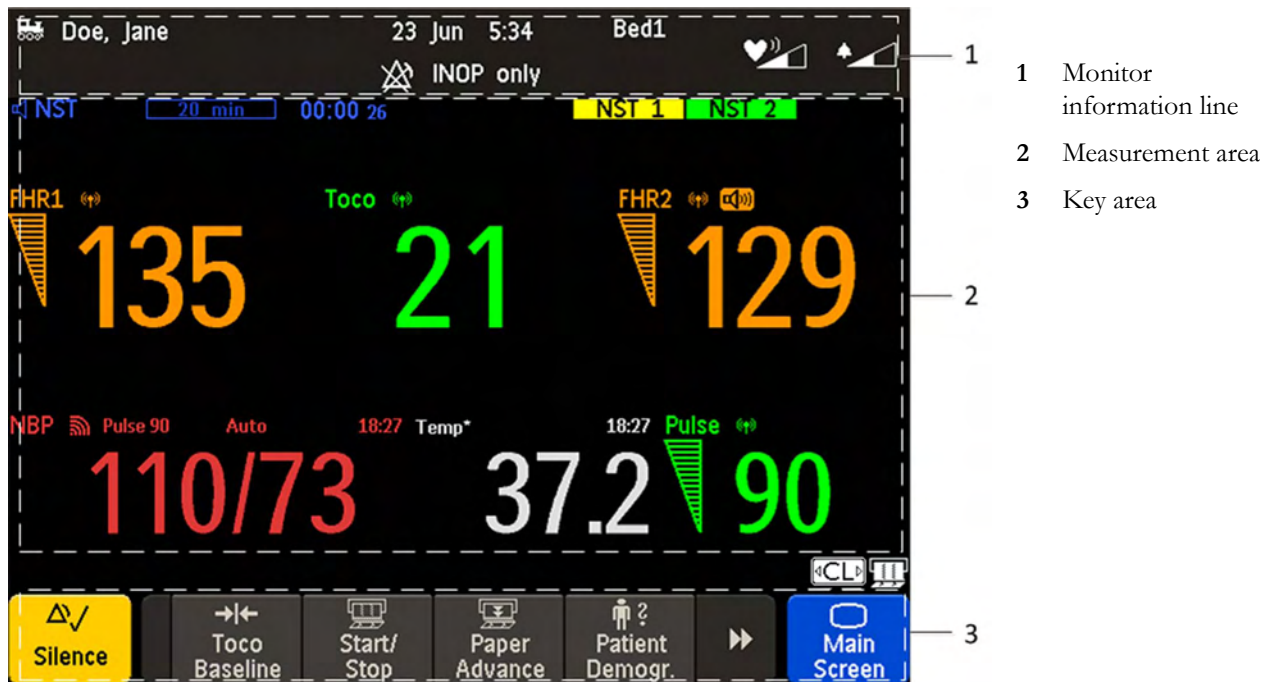 Doe, Jane 23 Jun 5:34 Bed1
INOP only
NST 20 min 00:00 26 NST 1 NST 2
FHR1 Toco FHR2
135 21 129
NBP Pulse 90 Auto 18:27 Temp* 18:27 Pulse
110/73 37.2 90
CL
Silence
Toco
Baseline
Start/
Stop
Paper
Advance
Patient
Demogr.
Main
Screen
1
2
3
1 Monitor
information line
2 Measurement area
3 Key area